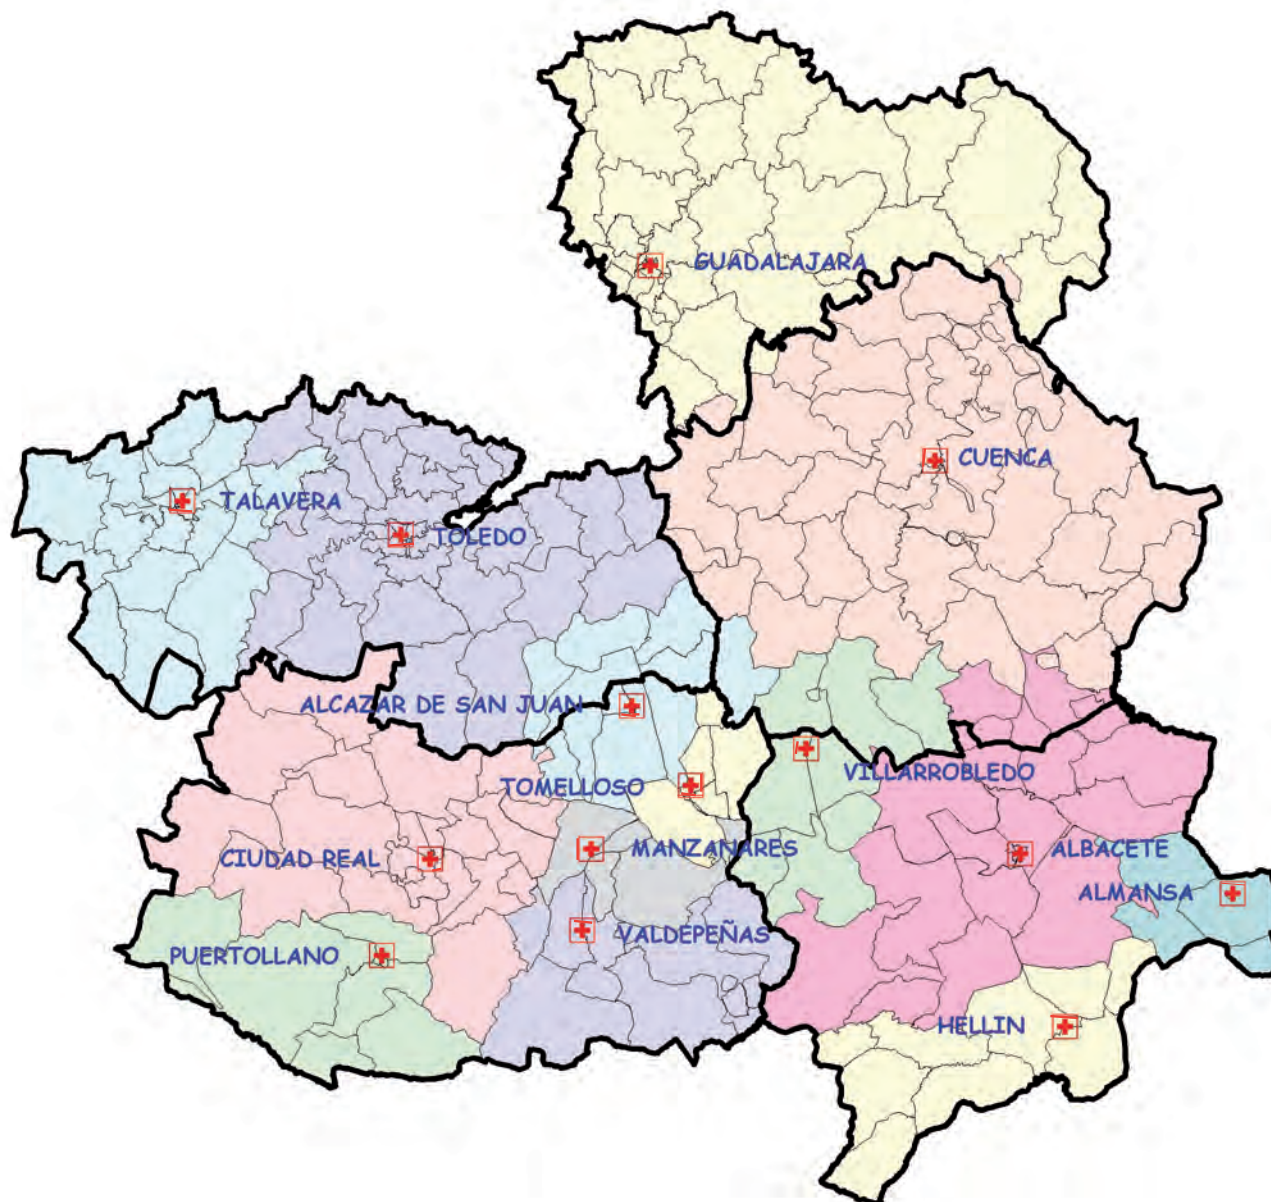 GUADALAJARA
CUENCA
TALAVERA
TOLEDO
ALCAZAR DE SAN JUAN
VILLARROBLEDO
TOMELLOSO
MANZANARES
ALBACETE
CIUDAD REAL
ALMANSA
VALDEPEÑAS
PUERTOLLANO
HELLIN